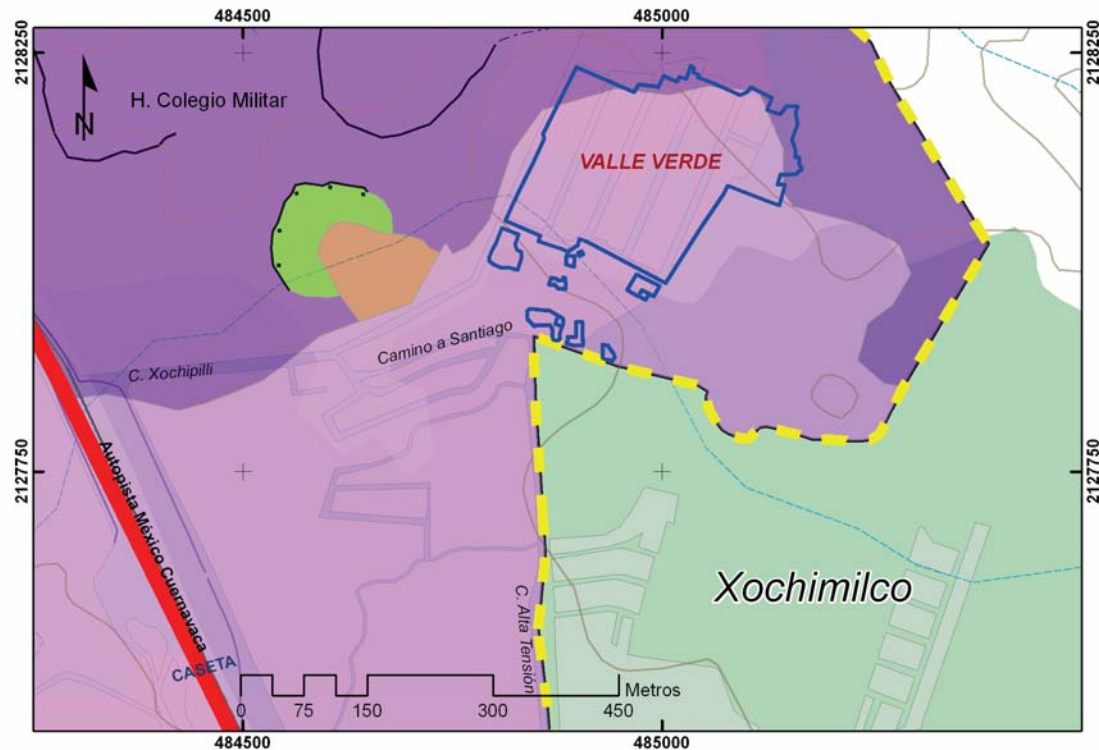 484500
485000
2128250
2128250
H. Colegio Militar
N
VALLE VERDE
Camino a Santiago
C. Xochipilli
2127750
2127750
Autopista México Cuernavaca
Xochimilco
C. Alta Tensión
CASETA
Metros
0 75 150 300 450
484500
485000